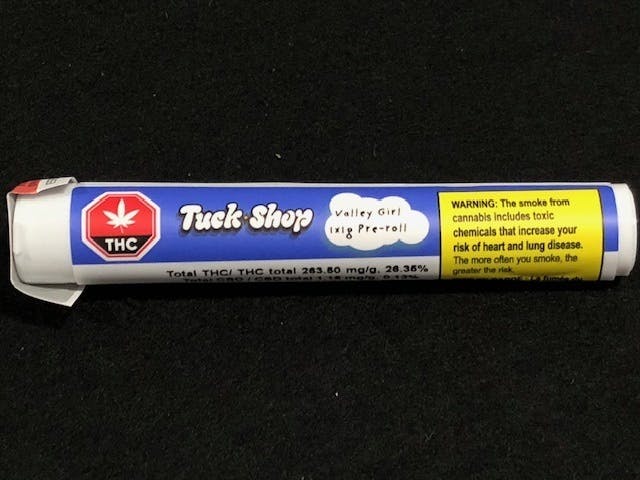 THC
Tuck Shop
Valley Girl
1x1g Pre-roll
Total THC/ THC total 263.50 mg/g, 26.35%
WARNING: The smoke from
cannabis includes toxic
chemicals that increase your
risk of heart and lung disease.
The more often you smoke, the
greater the risk.